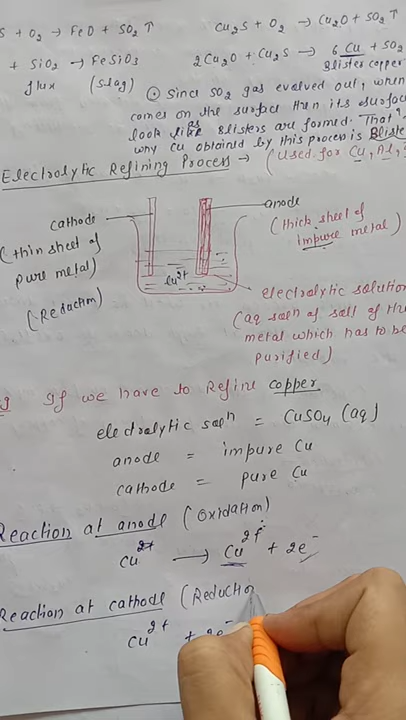 S + O₂ → FeO + SO₂↑ Cu₂S + O₂ → Cu₂O + SO₂↑
+ SiO₂ → FeSiO₃ 2Cu₂O + Cu₂S → 6 Cu + SO₂
flux (slag) Blister copper
⊙ Since SO₂ gas evolved out, when
comes on the surface then its surface
look like as Blisters are formed. That
why Cu obtained by this process is Blister
Electrolytic Refining Process → (Used for Cu, Al,
cathode anode
(thin sheet of pure metal) (thick sheet of impure metal)
(Reduction) Cu²⁺
electrolytic solution
(aq solⁿ of salt of the
metal which has to be
purified)
g If we have to Refine copper
electrolytic solⁿ = CuSO₄ (aq)
anode = impure Cu
cathode = pure Cu
Reaction at anode (Oxidation)
Cu²⁺ → Cu²⁺ + 2e⁻
Reaction at cathode (Reductio
Cu²⁺ + 2e⁻